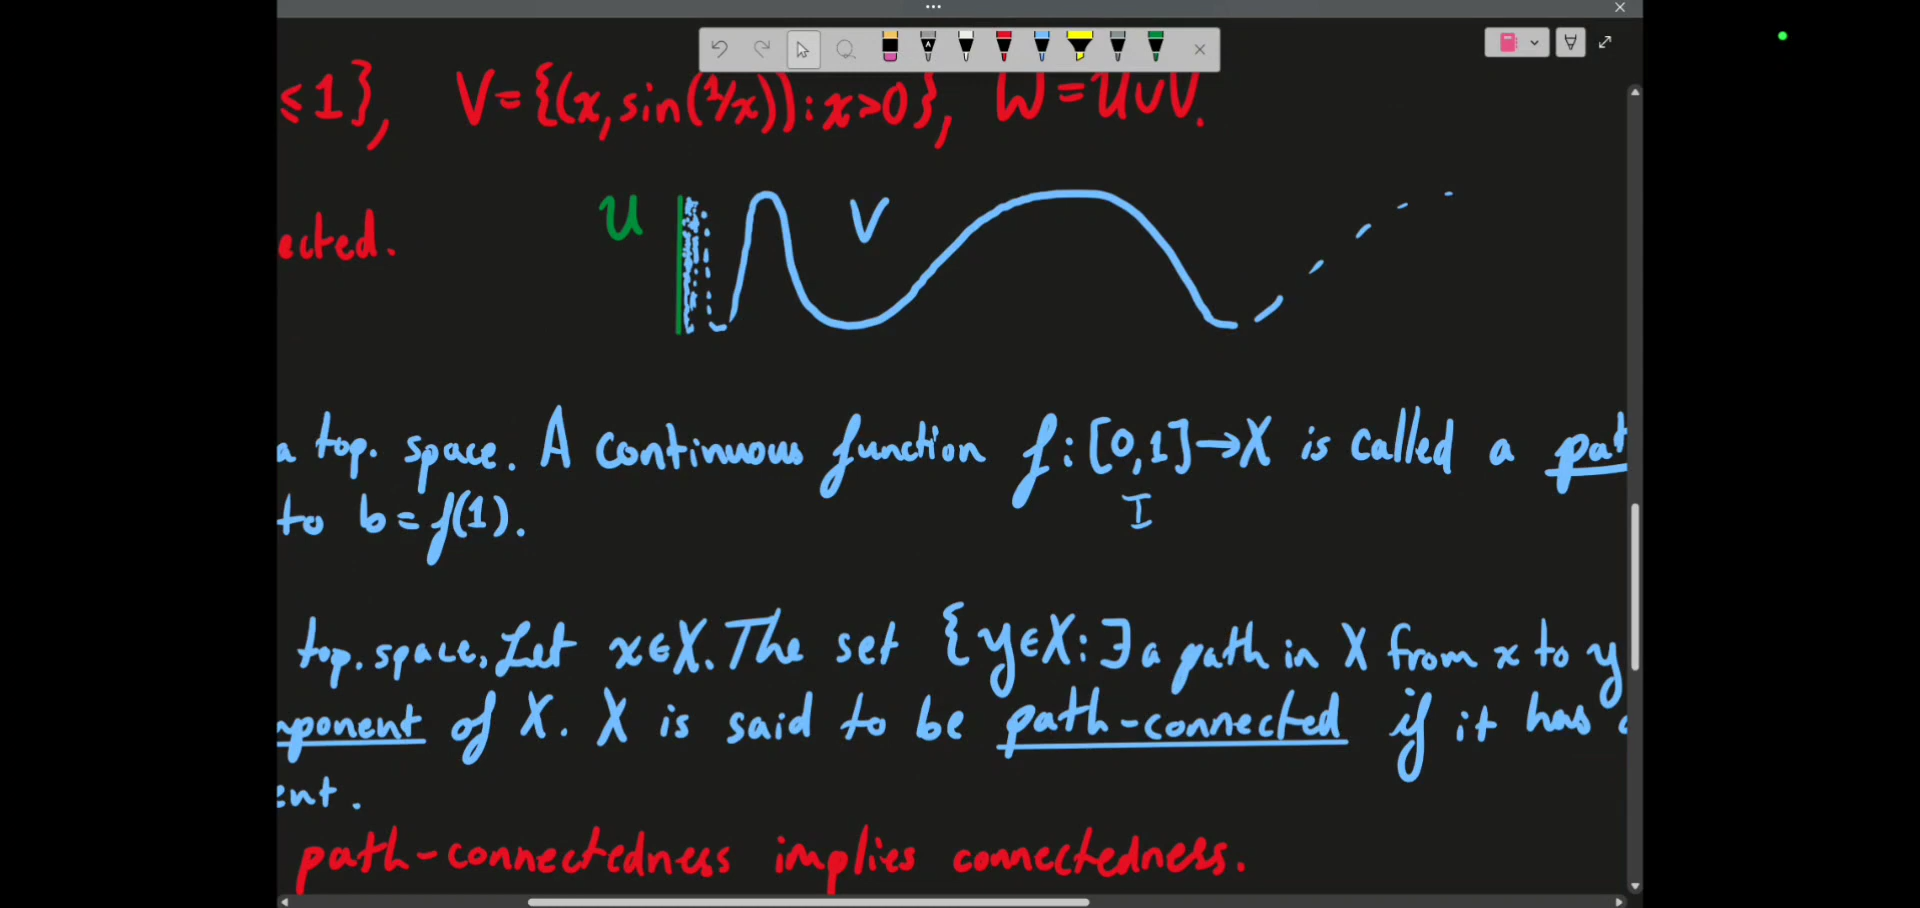 ≤1}, V={(x,sin(1/x)):x>0}, W=U∪V.
U V
ected.
a top. space. A continuous function f:[0,1]→X is called a pat
I
to b=f(1).
top.space. Let x∈X. The set {y∈X:∃ a path in X from x to y
mponent of X. X is said to be path-connected if it has
ent.
path-connectedness implies connectedness.